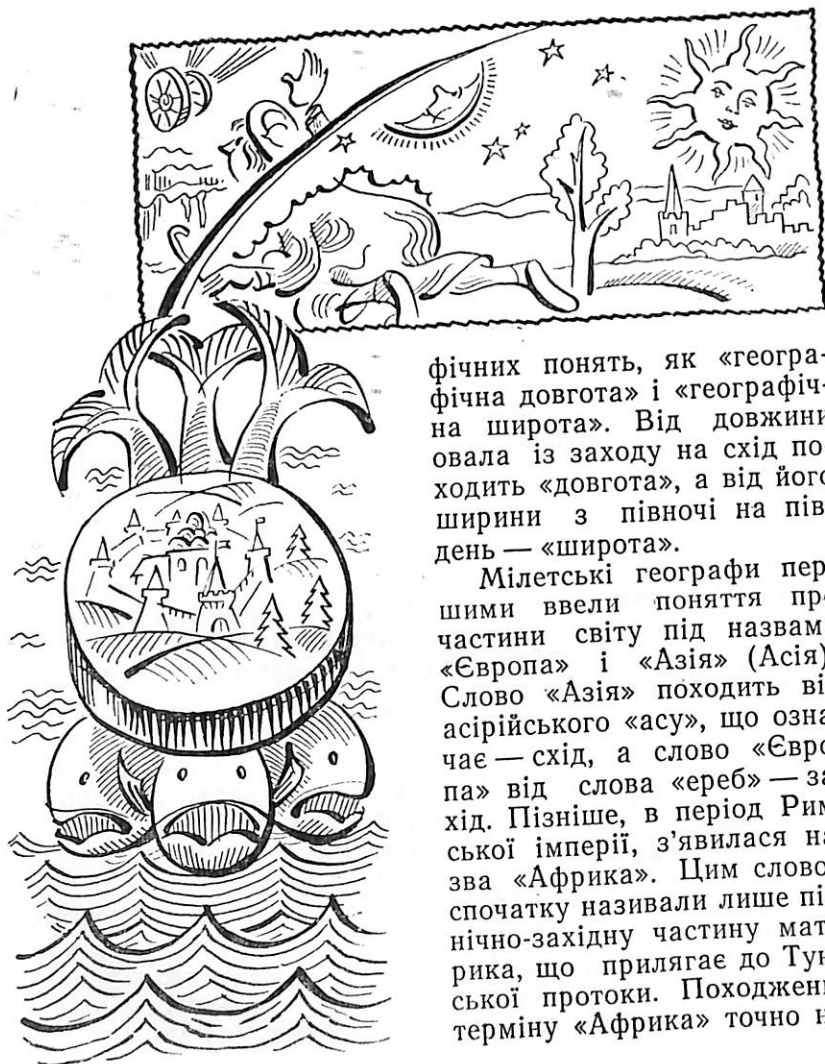 фічних понять, як «геогра-
фічна довгота» і «географіч-
на широта». Від довжини
овала із заходу на схід по-
ходить «довгота», а від його
ширини з півночі на пів-
день — «широта».
Мілетські географи пер-
шими ввели поняття пр
частини світу під назвам
«Європа» і «Азія» (Асія)
Слово «Азія» походить ві
асірійського «асу», що озна
чає — схід, а слово «Євро
па» від слова «ереб» — за
хід. Пізніше, в період Рим
ської імперії, з'явилася на
зва «Африка». Цим слово
спочатку називали лише пі
нічно-західну частину мат
рика, що прилягає до Тун
ської протоки. Походженн
терміну «Африка» точно н